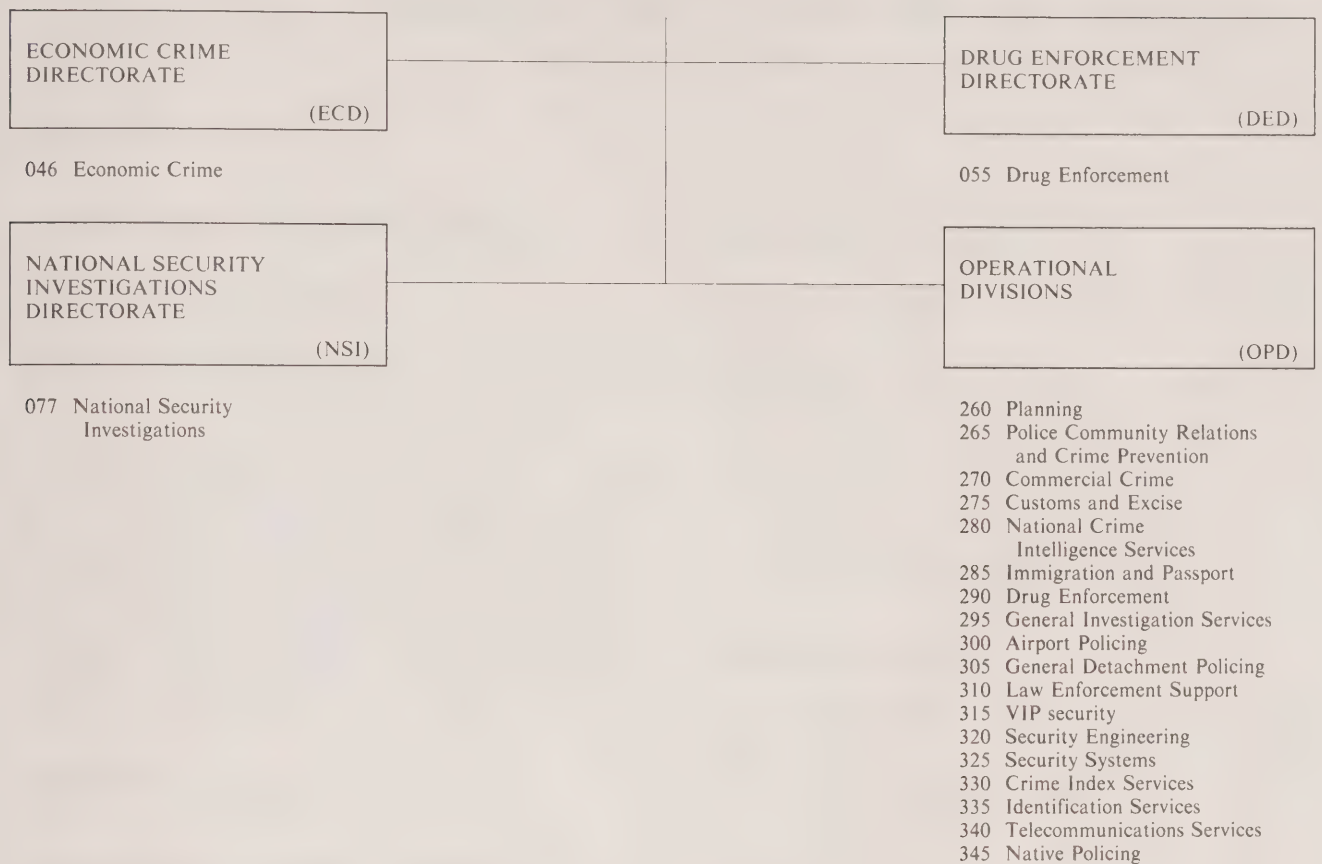 ECONOMIC CRIME
DIRECTORATE
(ECD)
046 Economic Crime
DRUG ENFORCEMENT
DIRECTORATE
(DED)
055 Drug Enforcement
NATIONAL SECURITY
INVESTIGATIONS
DIRECTORATE
(NSI)
077 National Security
Investigations
OPERATIONAL
DIVISIONS
(OPD)
260 Planning
265 Police Community Relations
and Crime Prevention
270 Commercial Crime
275 Customs and Excise
280 National Crime
Intelligence Services
285 Immigration and Passport
290 Drug Enforcement
295 General Investigation Services
300 Airport Policing
305 General Detachment Policing
310 Law Enforcement Support
315 VIP security
320 Security Engineering
325 Security Systems
330 Crime Index Services
335 Identification Services
340 Telecommunications Services
345 Native Policing